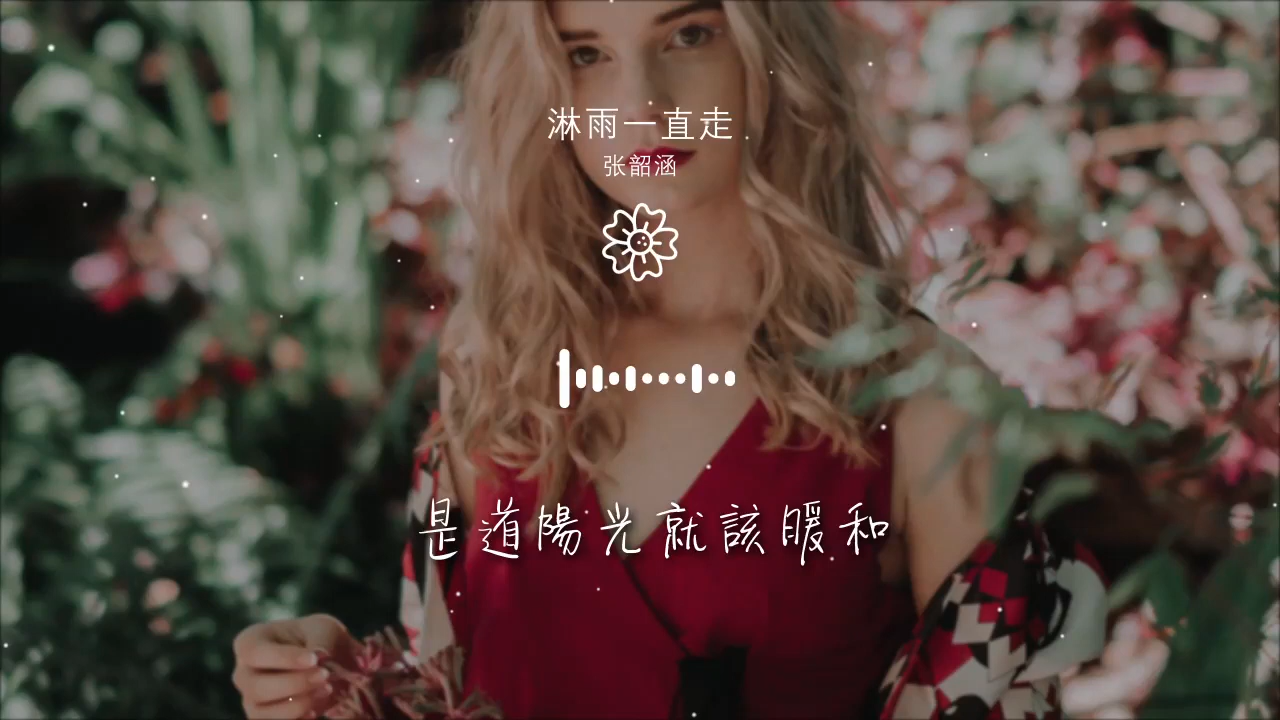 淋雨一直走
张韶涵
是道陽光就該暖和